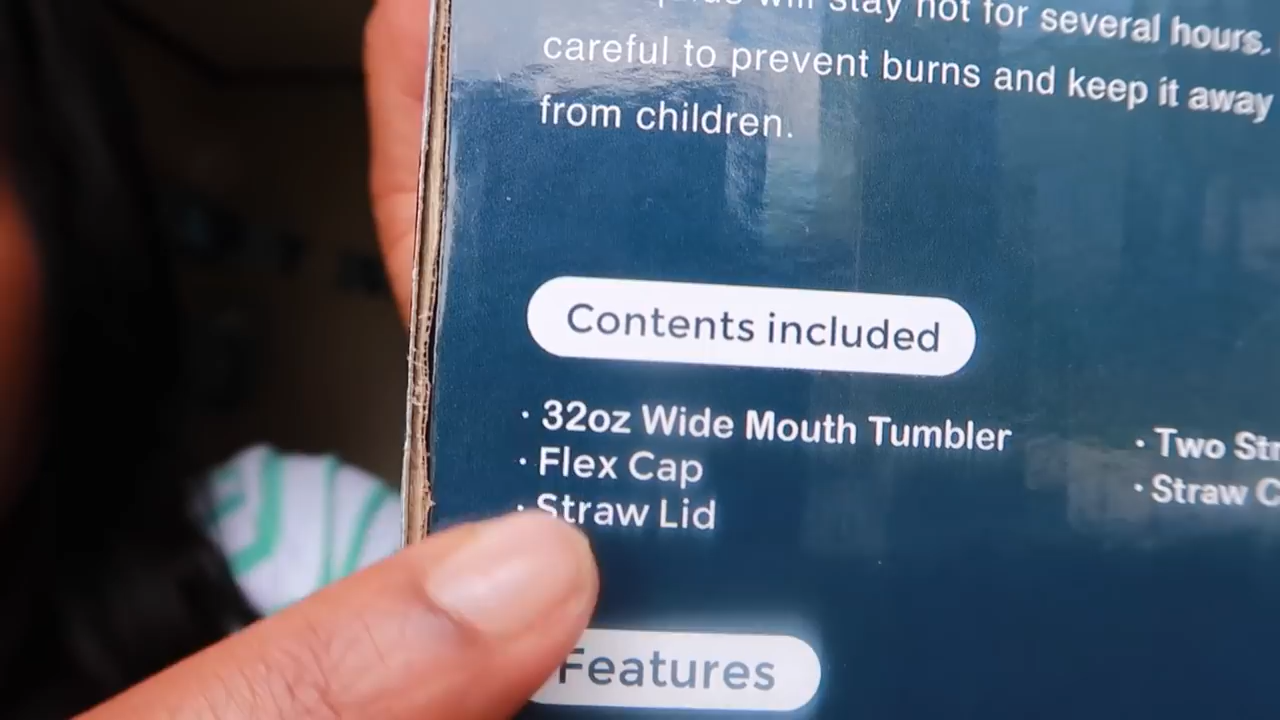 will stay hot for several hours.
careful to prevent burns and keep it away
from children.
Contents included
· 32oz Wide Mouth Tumbler
· Flex Cap
· Straw Lid
· Two
· Straw
Features